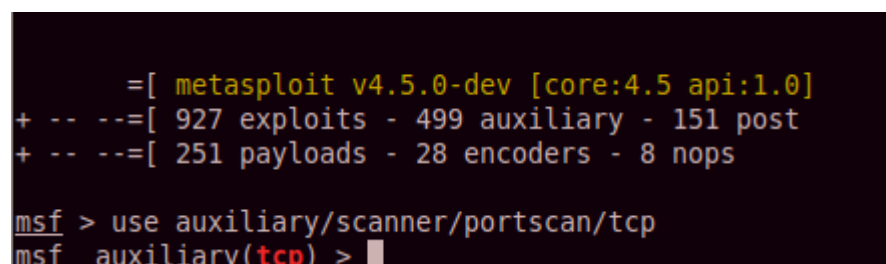 =[ metasploit v4.5.0-dev [core:4.5 api:1.0]
+ -- --=[ 927 exploits - 499 auxiliary - 151 post
+ -- --=[ 251 payloads - 28 encoders - 8 nops
msf > use auxiliary/scanner/portscan/tcp
msf auxiliary(tcp) >